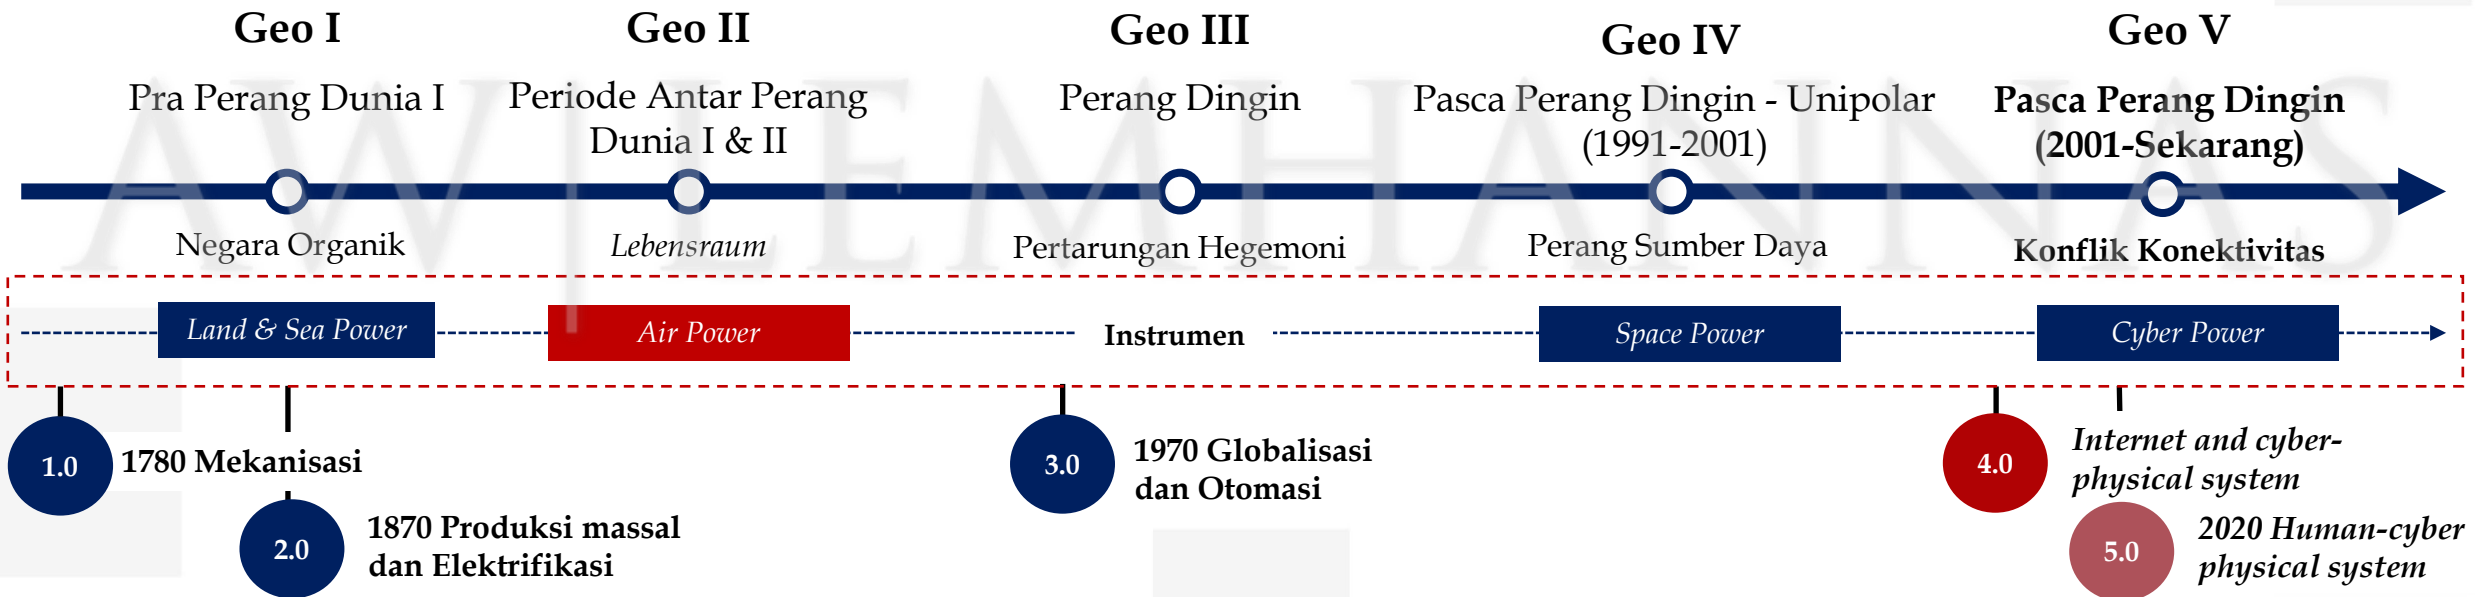 Geo I
Pra Perang Dunia I
Geo II
Periode Antar Perang
Dunia I & II
Geo III
Perang Dingin
Geo IV
Pasca Perang Dingin - Unipolar
(1991-2001)
Geo V
Pasca Perang Dingin
(2001-Sekarang)
AW|LEMHANNAS
Negara Organik
Lebensraum
Pertarungan Hegemoni
Perang Sumber Daya
Konflik Konektivitas
Land & Sea Power
Air Power
Instrumen
Space Power
Cyber Power
1.0
1780 Mekanisasi
2.0
1870 Produksi massal
dan Elektrifikasi
3.0
1970 Globalisasi
dan Otomasi
4.0
Internet and cyber-
physical system
5.0
2020 Human-cyber
physical system